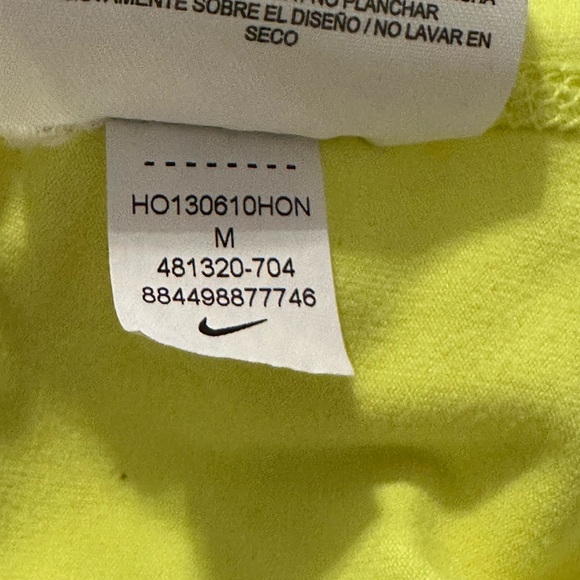 NO PLANCHAR
SOBRE EL DISEÑO / NO LAVAR EN
SECO
--------
HO130610HON
M
481320-704
884498877746